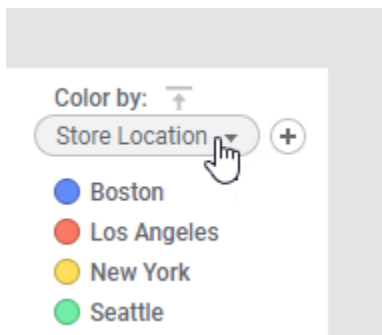 Color by:
Store Location
Boston
Los Angeles
New York
Seattle